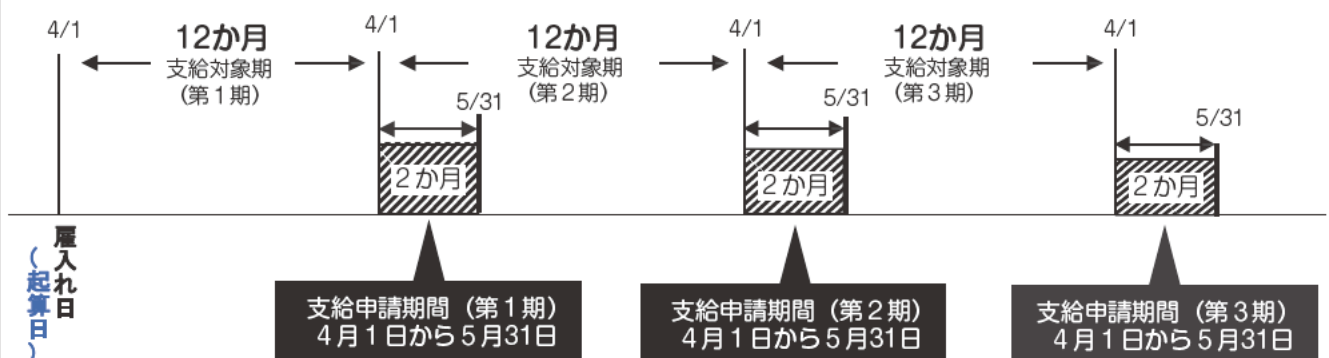 4/1
12か月
支給対象期
(第1期)
4/1
12か月
支給対象期
(第2期)
4/1
12か月
支給対象期
(第3期)
4/1
5/31
5/31
5/31
2か月
2か月
2か月
雇入れ日
(起算日)
支給申請期間(第1期)
4月1日から5月31日
支給申請期間(第2期)
4月1日から5月31日
支給申請期間(第3期)
4月1日から5月31日